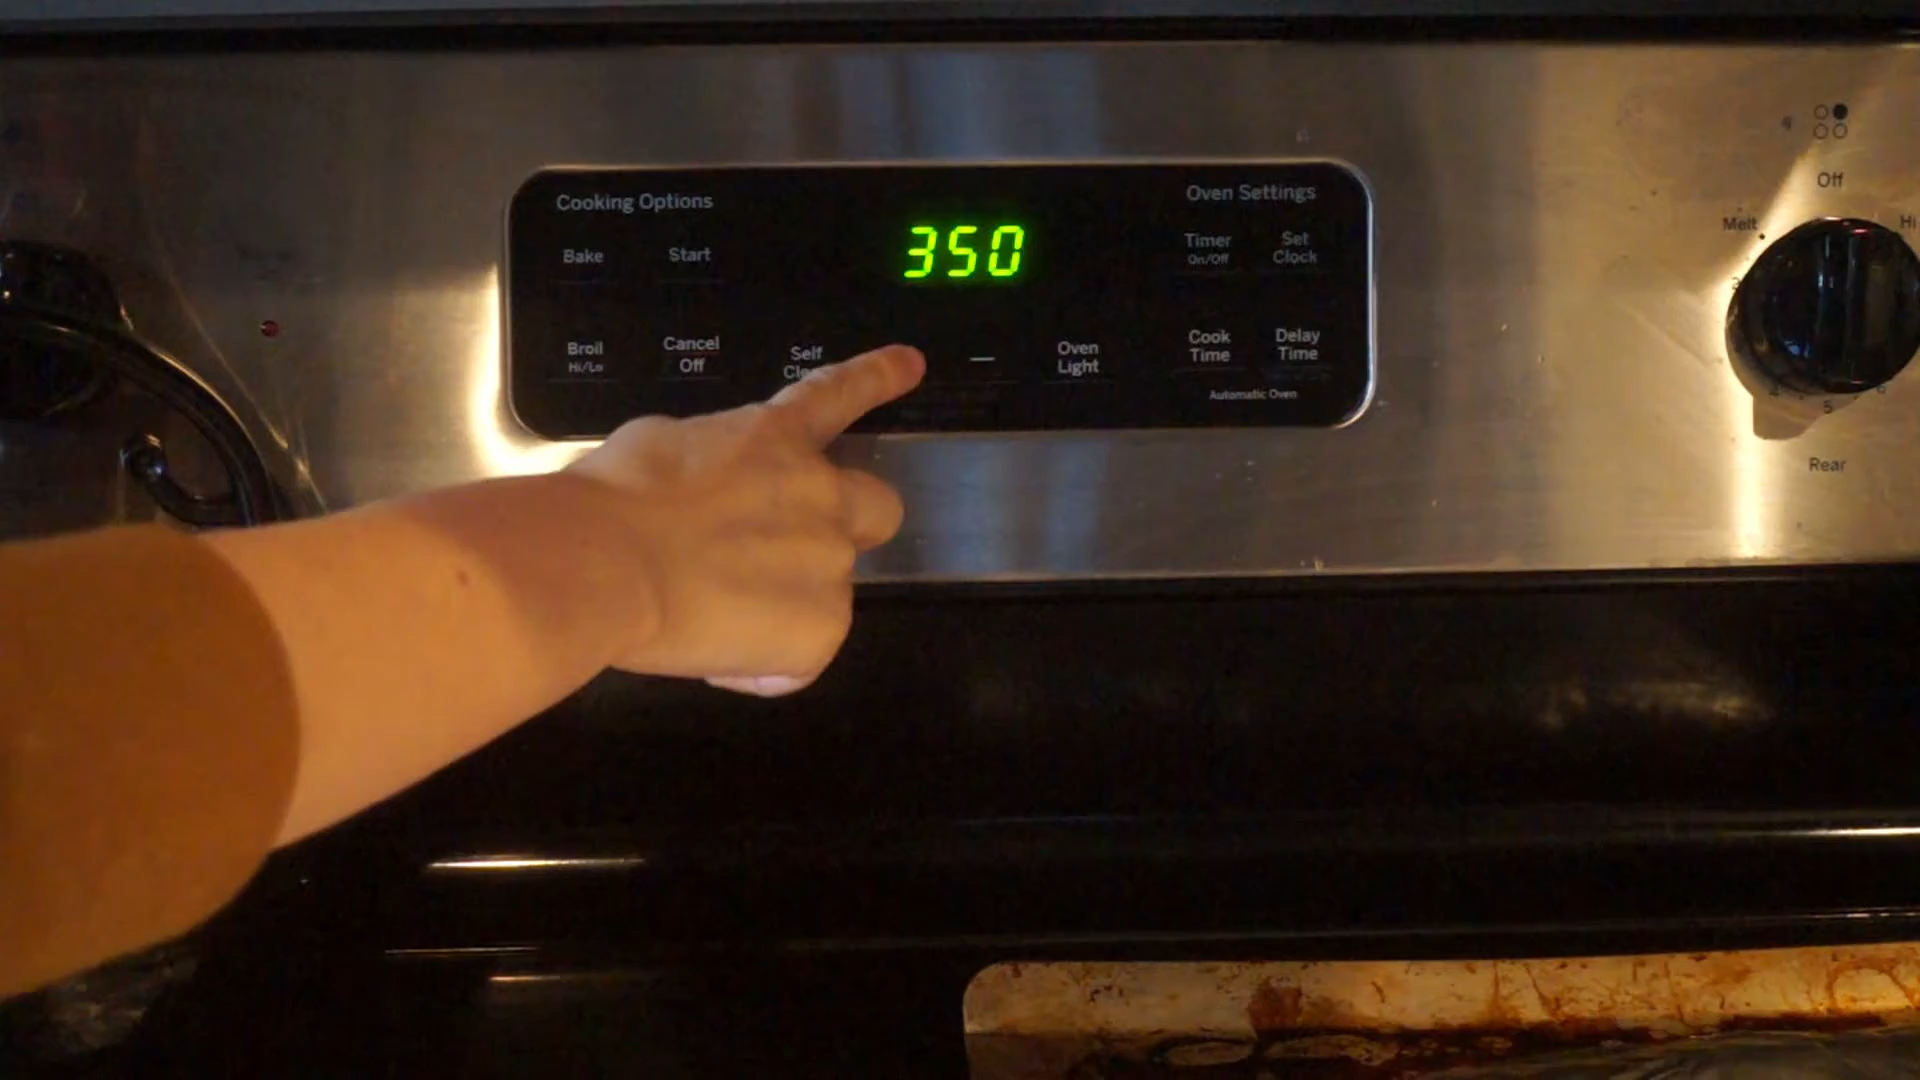 Cooking Options
Bake
Start
Broil
Hi/Lo
Cancel
Off
Self
350
—
Oven
Light
Oven Settings
Timer
On/Off
Set
Clock
Cook
Time
Delay
Time
Automatic Oven
Off
Melt
Hi
5
Rear